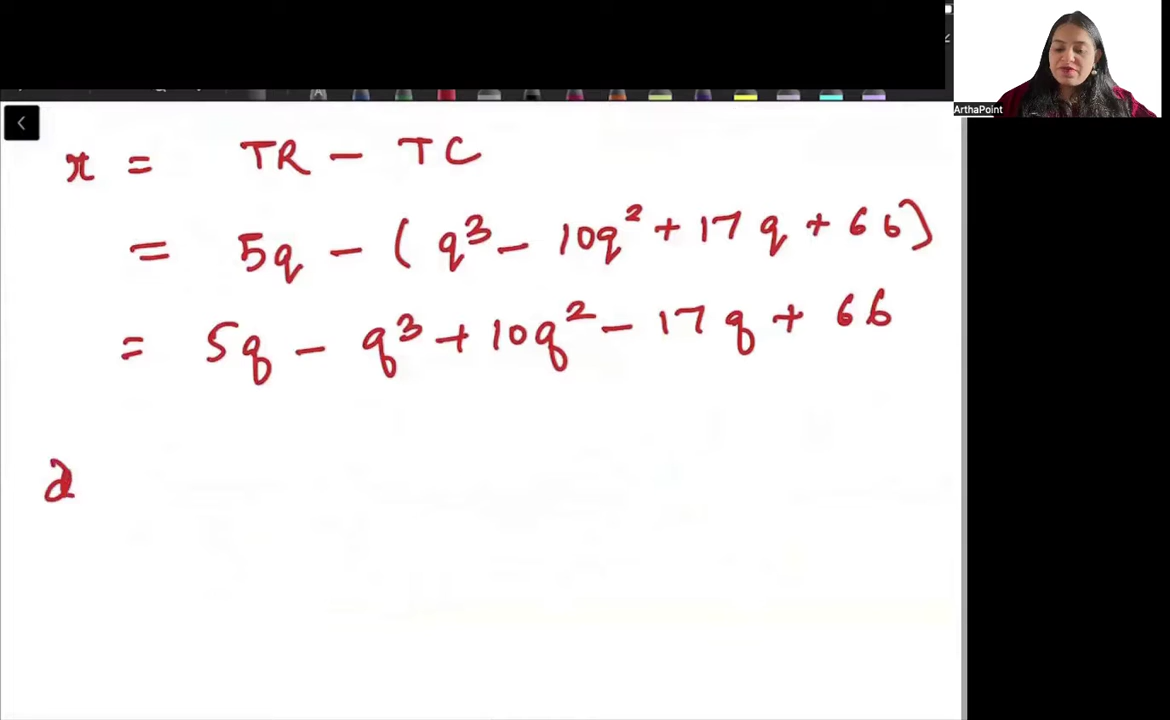 ArthaPoint
π = TR - TC
= 5q - (q³ - 10q² + 17q + 66)
= 5q - q³ + 10q² - 17q + 66
∂